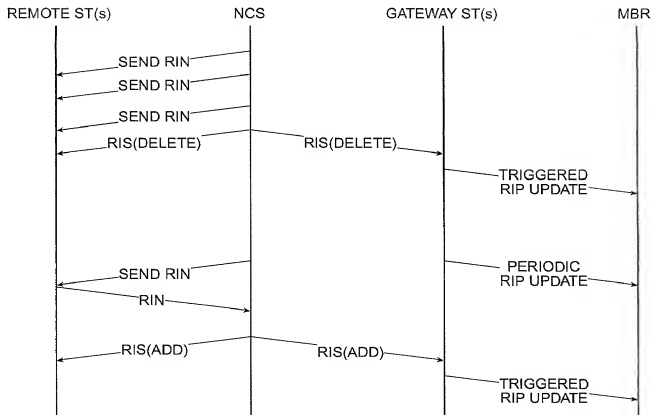 REMOTE ST(s) NCS GATEWAY ST(s) MBR
SEND RIN
SEND RIN
SEND RIN
RIS(DELETE) RIS(DELETE)
TRIGGERED
RIP UPDATE
SEND RIN PERIODIC
RIP UPDATE
RIN
RIS(ADD) RIS(ADD)
TRIGGERED
RIP UPDATE